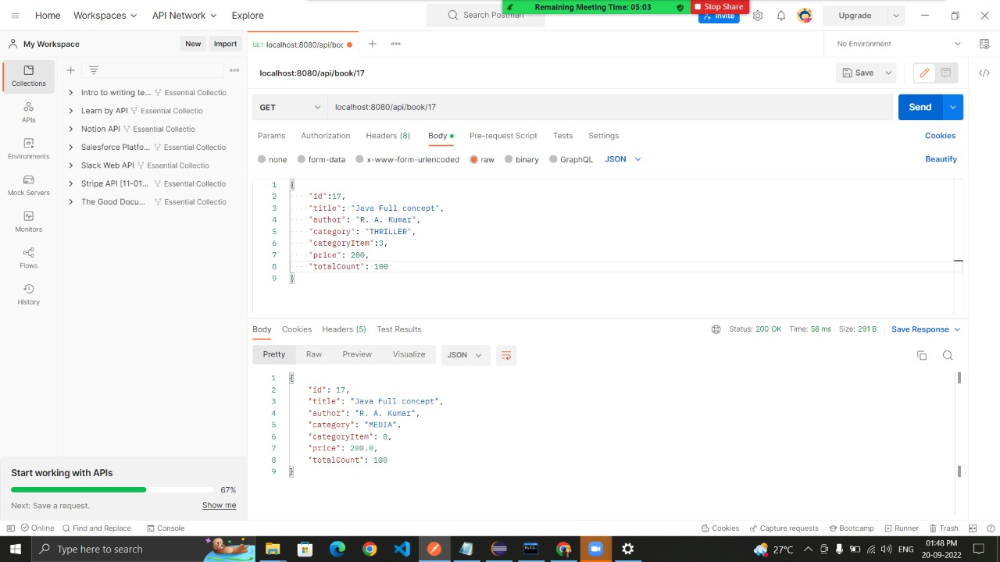 Home
Workspaces
API Network
Explore
Search Postman
Remaining Meeting Time: 05:03
Stop Share
Invite
Upgrade
My Workspace
New
Import
GET localhost:8080/api/boo
No Environment
Collections
APIs
Environments
Mock Servers
Monitors
Flows
History
Intro to writing te... Essential Collectio
Learn by API Essential Collectio
Notion API Essential Collectio
Salesforce Platfo... Essential Collectio
Slack Web API Essential Collectio
Stripe API [11-01... Essential Collectio
The Good Docu... Essential Collectio
localhost:8080/api/book/17
Save
GET
localhost:8080/api/book/17
Send
Params
Authorization
Headers (8)
Body
Pre-request Script
Tests
Settings
Cookies
none
form-data
x-www-form-urlencoded
raw
binary
GraphQL
JSON
Beautify
1 {
2 "id":17,
3 "title": "Java Full concept",
4 "author": "R. A. Kumar",
5 "category": "THRILLER",
6 "categoryItem":3,
7 "price": 200,
8 "totalCount": 100
9 }
Body
Cookies
Headers (5)
Test Results
Status: 200 OK
Time: 58 ms
Size: 291 B
Save Response
Pretty
Raw
Preview
Visualize
JSON
1 {
2 "id": 17,
3 "title": "Java Full concept",
4 "author": "R. A. Kumar",
5 "category": "MEDIA",
6 "categoryItem": 0,
7 "price": 200.0,
8 "totalCount": 100
9 }
Start working with APIs
67%
Next: Save a request.
Show me
Online
Find and Replace
Console
Cookies
Capture requests
Bootcamp
Runner
Trash
Type here to search
27°C
ENG
01:48 PM
20-09-2022